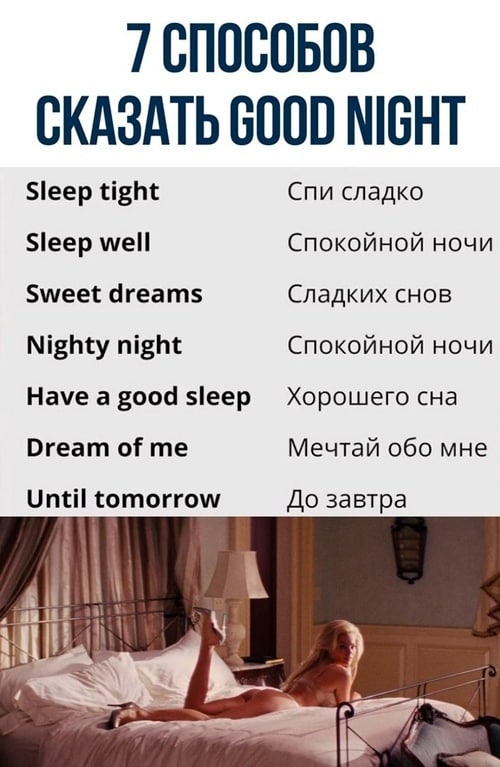 7 СПОСОБОВ
СКАЗАТЬ GOOD NIGHT
Sleep tight Спи сладко
Sleep well Спокойной ночи
Sweet dreams Сладких снов
Nighty night Спокойной ночи
Have a good sleep Хорошего сна
Dream of me Мечтай обо мне
Until tomorrow До завтра